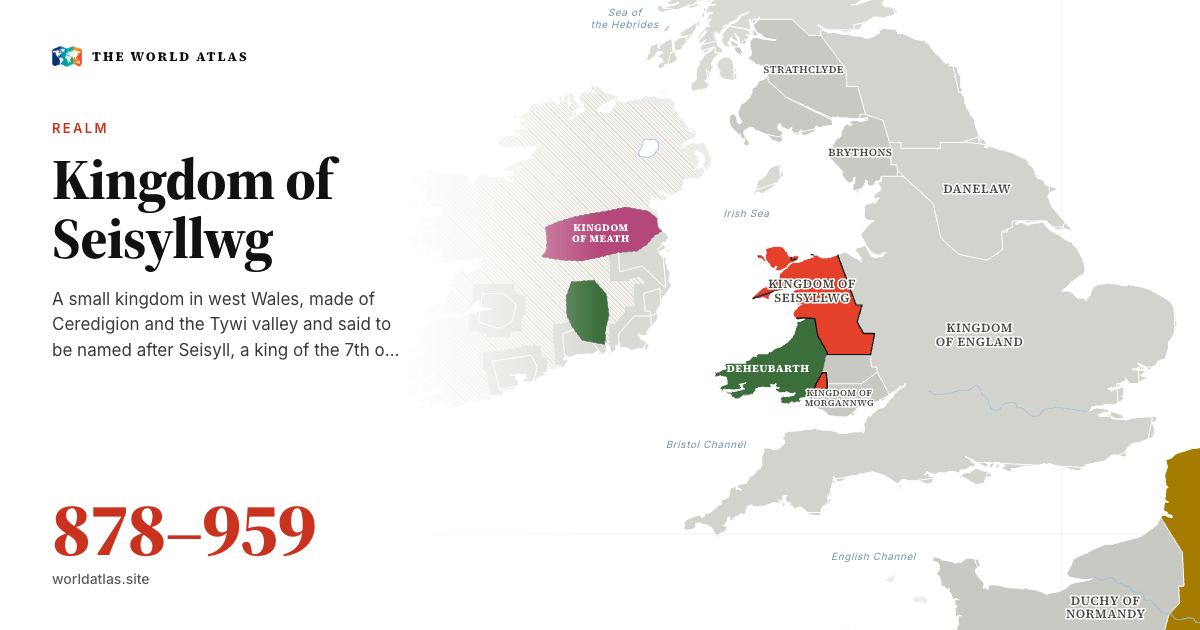 THE WORLD ATLAS
REALM
Kingdom of
Seisyllwg
A small kingdom in west Wales, made of
Ceredigion and the Tywi valley and said to
be named after Seisyll, a king of the 7th o...
878–959
worldatlas.site
Sea of
the Hebrides
STRATHCLYDE
BRYTHONS
DANELAW
Irish Sea
KINGDOM
OF MEATH
KINGDOM OF
SEISYLLWG
KINGDOM
OF ENGLAND
DEHEUBARTH
KINGDOM OF
MORGANNWG
Bristol Channel
English Channel
DUCHY OF
NORMANDY